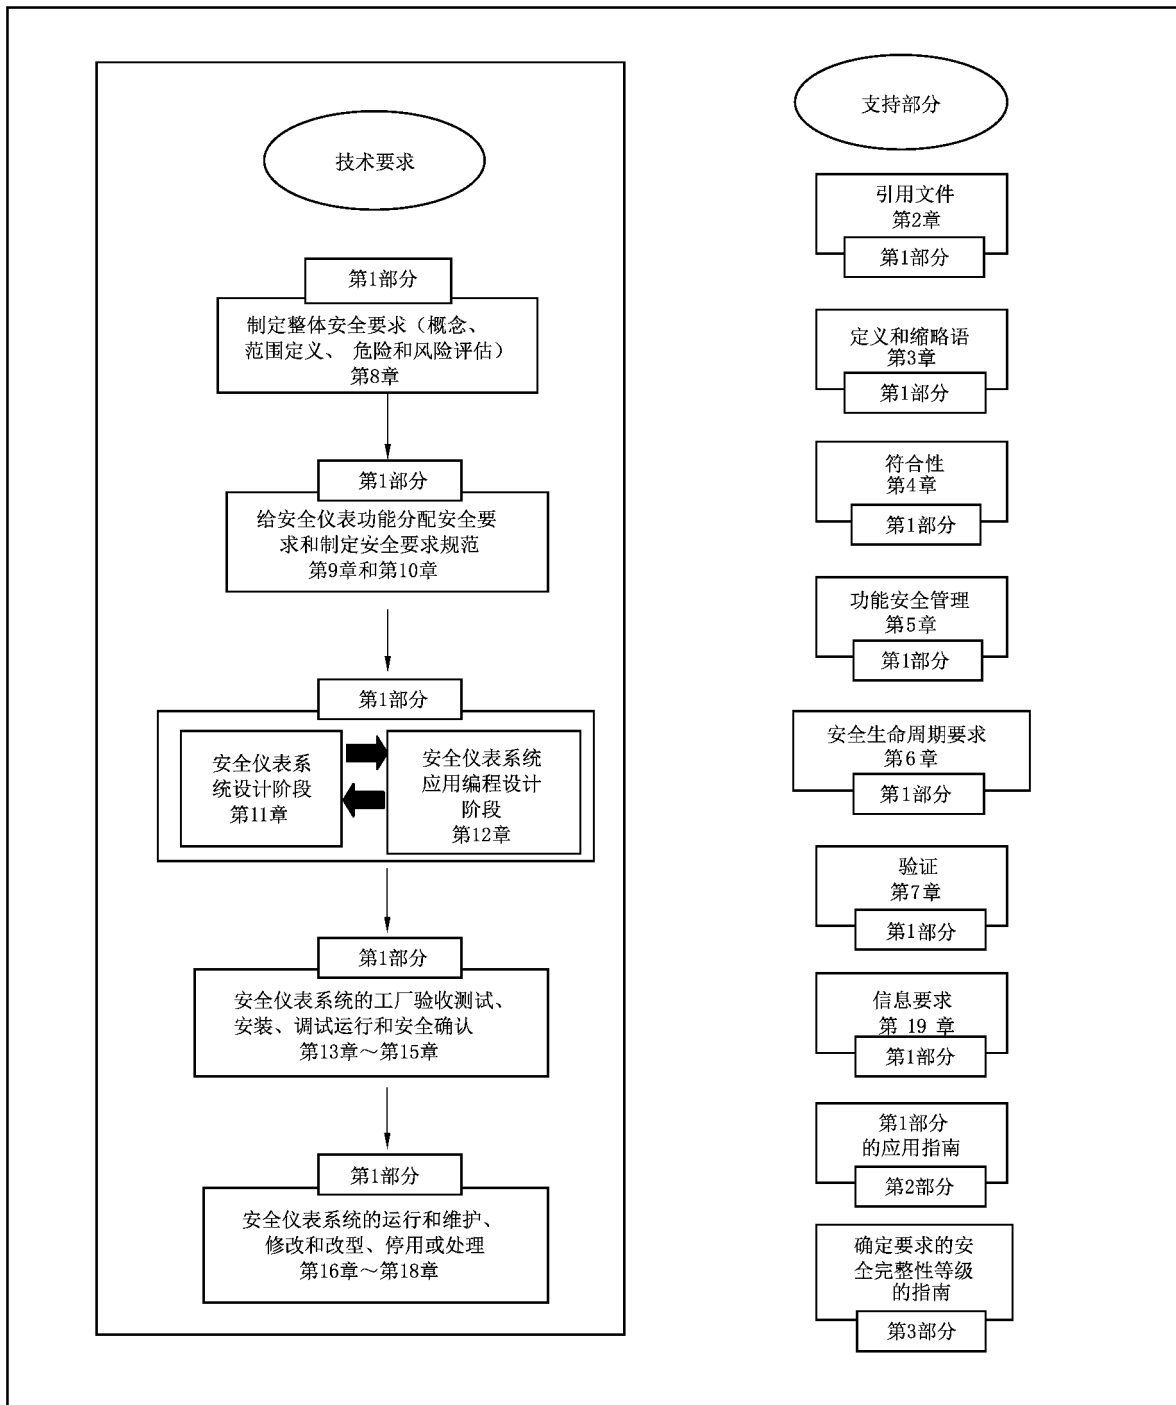 技术要求
第1部分
制定整体安全要求（概念、
范围定义、 危险和风险评估）
第8章
第1部分
给安全仪表功能分配安全要
求和制定安全要求规范
第9章和第10章
第1部分
安全仪表系
统设计阶段
第11章
安全仪表系统
应用编程设计
阶段
第12章
第1部分
安全仪表系统的工厂验收测试、
安装、调试运行和安全确认
第13章～第15章
第1部分
安全仪表系统的运行和维护、
修改和改型、停用或处理
第16章～第18章
支持部分
引用文件
第2章
第1部分
定义和缩略语
第3章
第1部分
符合性
第4章
第1部分
功能安全管理
第5章
第1部分
安全生命周期要求
第6章
第1部分
验证
第7章
第1部分
信息要求
第 19 章
第1部分
第1部分
的应用指南
第2部分
确定要求的安
全完整性等级
的指南
第3部分